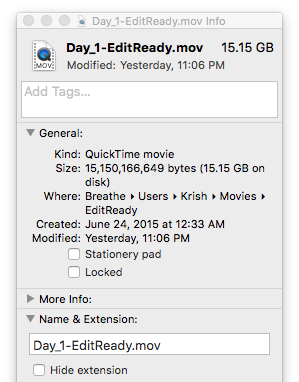 Day_1-EditReady.mov Info
MOV
Day_1-EditReady.mov 15.15 GB
Modified: Yesterday, 11:06 PM
Add Tags...
General:
Kind: QuickTime movie
Size: 15,150,166,649 bytes (15.15 GB on
disk)
Where: Breathe ▸ Users ▸ Krish ▸ Movies ▸
EditReady
Created: June 24, 2015 at 12:33 AM
Modified: Yesterday, 11:06 PM
Stationery pad
Locked
More Info:
Name & Extension:
Day_1-EditReady.mov
Hide extension